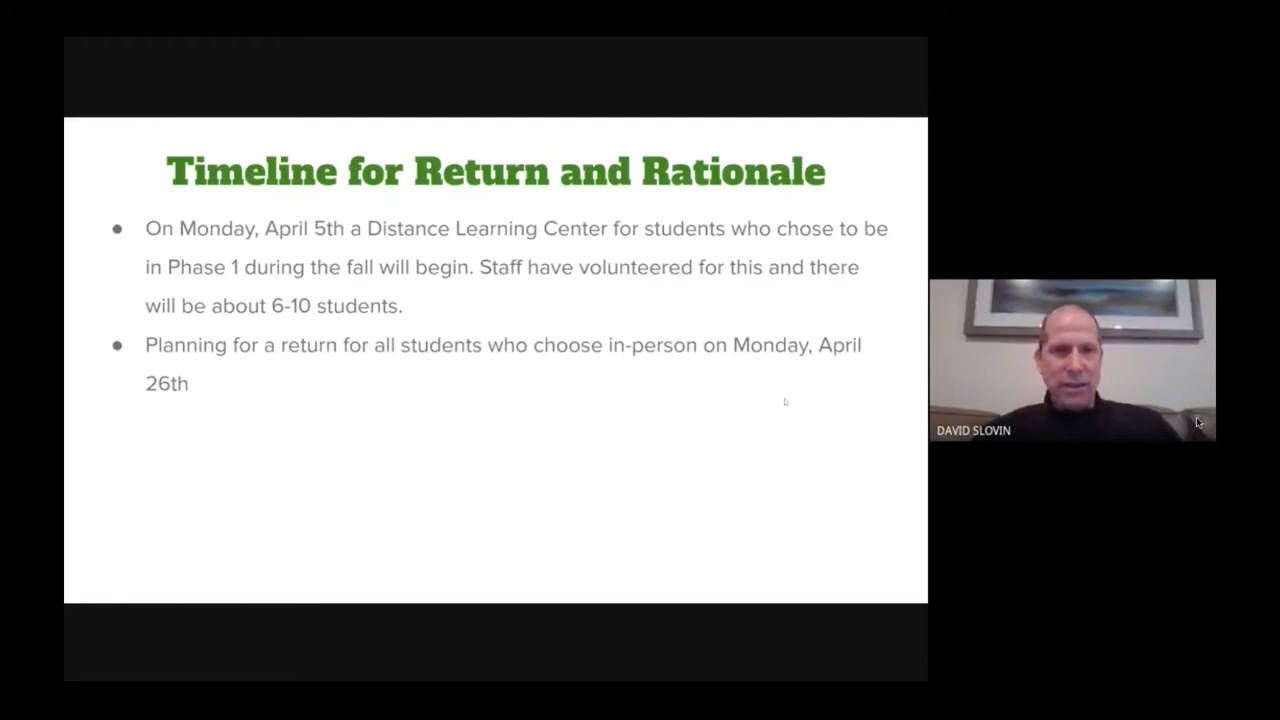 Timeline for Return and Rationale
● On Monday, April 5th a Distance Learning Center for students who chose to be
in Phase 1 during the fall will begin. Staff have volunteered for this and there
will be about 6-10 students.
● Planning for a return for all students who choose in-person on Monday, April
26th
DAVID SLOVIN